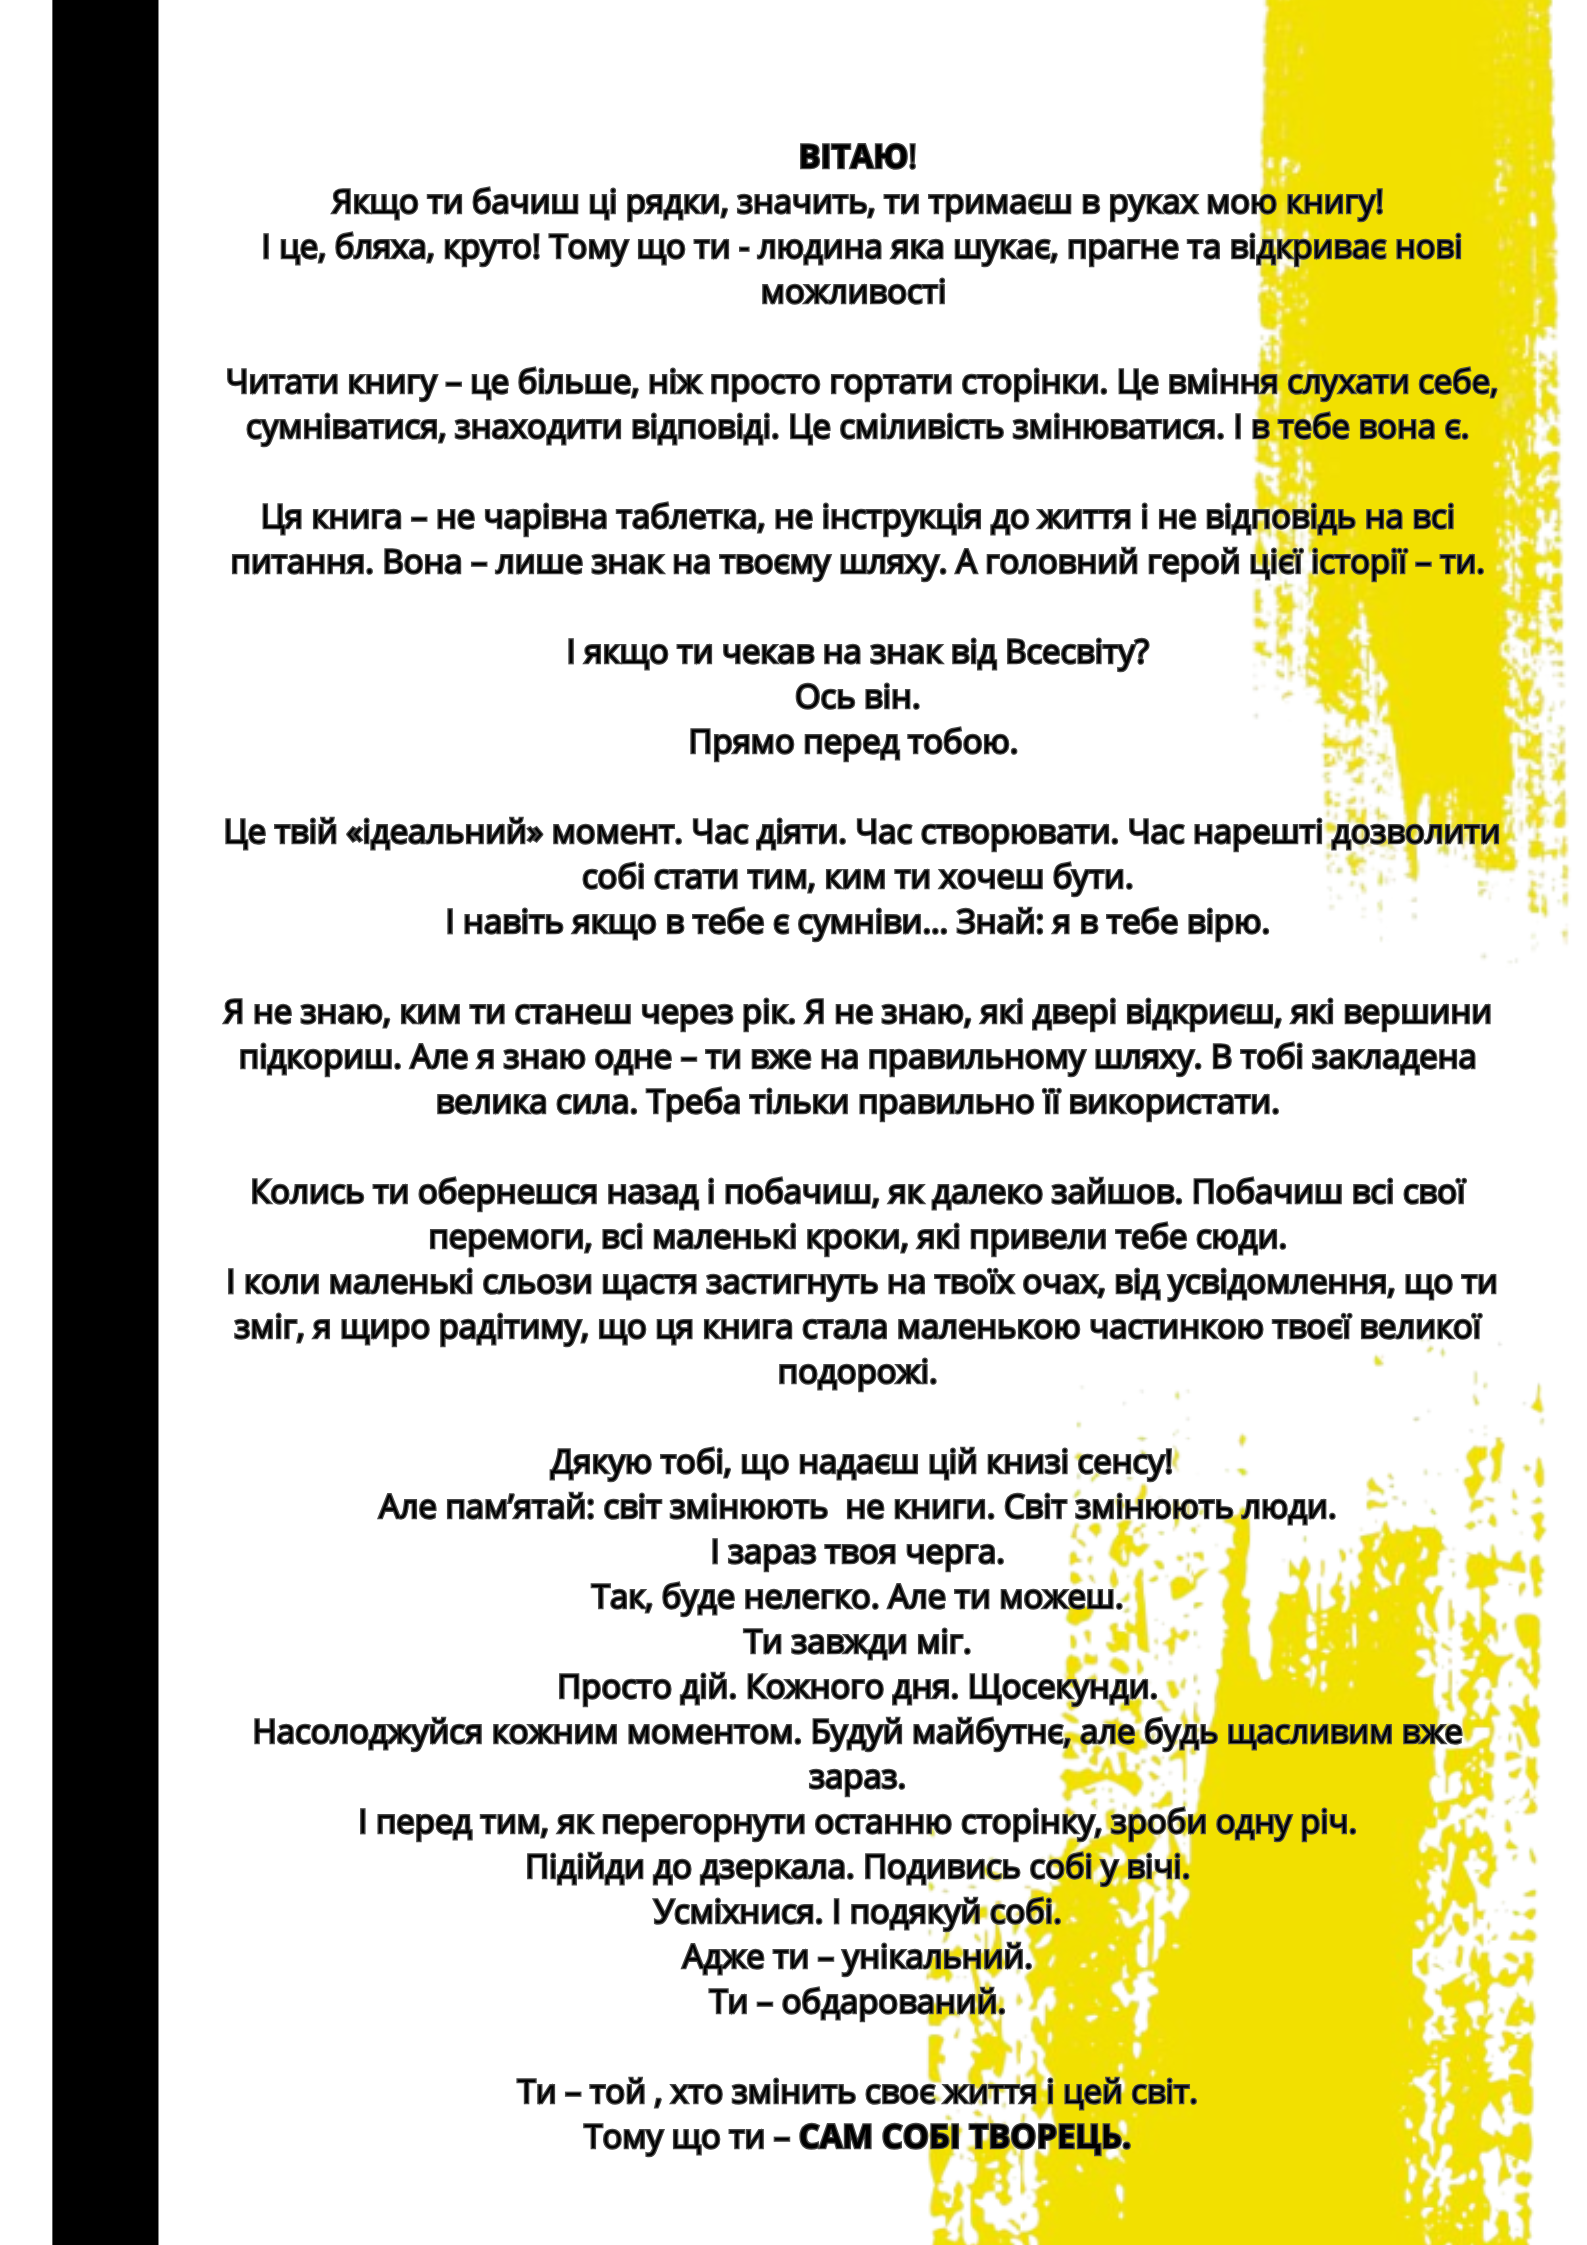 ВІТАЮ!
Якщо ти бачиш ці рядки, значить, ти тримаєш в руках мою книгу!
І це, бляха, круто! Тому що ти - людина яка шукає, прагне та відкриває нові
можливості
Читати книгу – це більше, ніж просто гортати сторінки. Це вміння слухати себе,
сумніватися, знаходити відповіді. Це сміливість змінюватися. І в тебе вона є.
Ця книга – не чарівна таблетка, не інструкція до життя і не відповідь на всі
питання. Вона – лише знак на твоєму шляху. А головний герой цієї історії – ти.
І якщо ти чекав на знак від Всесвіту?
Ось він.
Прямо перед тобою.
Це твій «ідеальний» момент. Час діяти. Час створювати. Час нарешті дозволити
собі стати тим, ким ти хочеш бути.
І навіть якщо в тебе є сумніви... Знай: я в тебе вірю.
Я не знаю, ким ти станеш через рік. Я не знаю, які двері відкриєш, які вершини
підкориш. Але я знаю одне – ти вже на правильному шляху. В тобі закладена
велика сила. Треба тільки правильно її використати.
Колись ти обернешся назад і побачиш, як далеко зайшов. Побачиш всі свої
перемоги, всі маленькі кроки, які привели тебе сюди.
І коли маленькі сльози щастя застигнуть на твоїх очах, від усвідомлення, що ти
зміг, я щиро радітиму, що ця книга стала маленькою частинкою твоєї великої
подорожі.
Дякую тобі, що надаєш цій книзі сенсу!
Але пам’ятай: світ змінюють  не книги. Світ змінюють люди.
І зараз твоя черга.
Так, буде нелегко. Але ти можеш.
Ти завжди міг.
Просто дій. Кожного дня. Щосекунди.
Насолоджуйся кожним моментом. Будуй майбутнє, але будь щасливим вже
зараз.
І перед тим, як перегорнути останню сторінку, зроби одну річ.
Підійди до дзеркала. Подивись собі у вічі.
Усміхнися. І подякуй собі.
Адже ти – унікальний.
Ти – обдарований.
Ти – той , хто змінить своє життя і цей світ.
Тому що ти – САМ СОБІ ТВОРЕЦЬ.